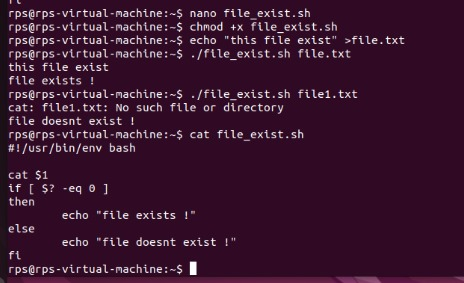 fi
rps@rps-virtual-machine:~$ nano file_exist.sh
rps@rps-virtual-machine:~$ chmod +x file_exist.sh
rps@rps-virtual-machine:~$ echo "this file exist" >file.txt
rps@rps-virtual-machine:~$ ./file_exist.sh file.txt
this file exist
file exists !
rps@rps-virtual-machine:~$ ./file_exist.sh file1.txt
cat: file1.txt: No such file or directory
file doesnt exist !
rps@rps-virtual-machine:~$ cat file_exist.sh
#!/usr/bin/env bash
cat $1
if [ $? -eq 0 ]
then
echo "file exists !"
else
echo "file doesnt exist !"
fi
rps@rps-virtual-machine:~$